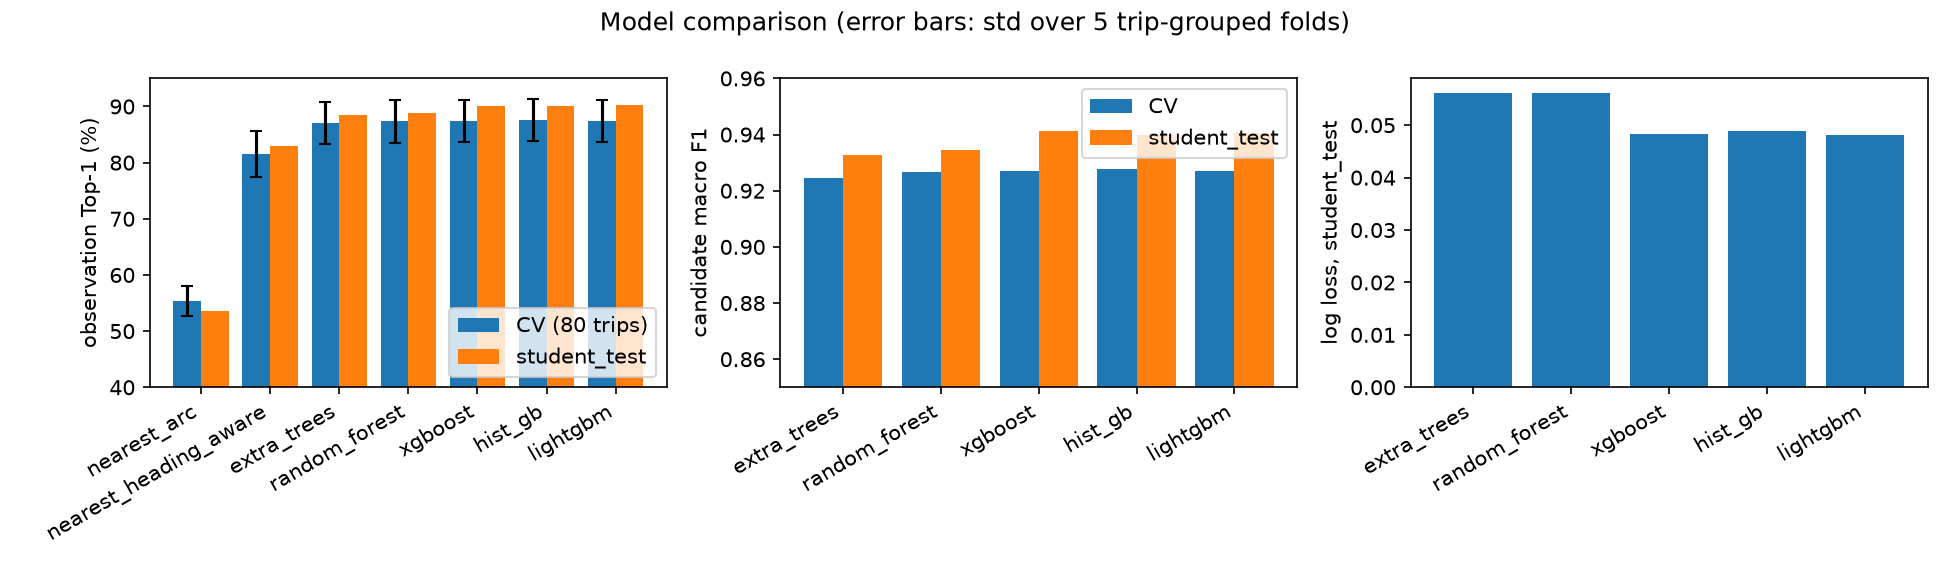 Model comparison (error bars: std over 5 trip-grouped folds)
observation Top-1 (%)
90
80
70
60
50
40
CV (80 trips)
student_test
nearest_arc
nearest_heading_aware
extra_trees
random_forest
xgboost
hist_gb
lightgbm
candidate macro F1
0.96
0.94
0.92
0.90
0.88
0.86
CV
student_test
extra_trees
random_forest
xgboost
hist_gb
lightgbm
log loss, student_test
0.05
0.04
0.03
0.02
0.01
0.00
extra_trees
random_forest
xgboost
hist_gb
lightgbm